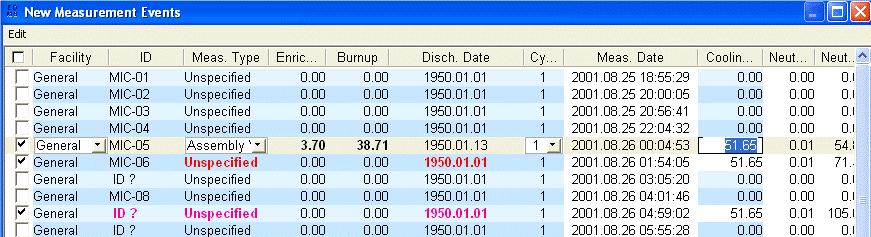 New Measurement Events
Edit
Facility ID Meas. Type Enric... Burnup Disch. Date Cy... Meas. Date Coolin... Neut... Neut...
General MIC-01 Unspecified 0.00 0.00 1950.01.01 1 2001.08.25 18:55:29 0.00 0.00 0.0
General MIC-02 Unspecified 0.00 0.00 1950.01.01 1 2001.08.25 20:00:05 0.00 0.00 0.0
General MIC-03 Unspecified 0.00 0.00 1950.01.01 1 2001.08.25 20:56:41 0.00 0.00 0.0
General MIC-04 Unspecified 0.00 0.00 1950.01.01 1 2001.08.25 22:04:32 0.00 0.00 0.0
General MIC-05 Assembly 3.70 38.71 1950.01.13 1 2001.08.26 00:04:53 51.65 0.01 54.8
General MIC-06 Unspecified 0.00 0.00 1950.01.01 1 2001.08.26 01:54:05 51.65 0.01 71.
General ID ? Unspecified 0.00 0.00 1950.01.01 1 2001.08.26 03:05:20 0.00 0.00 0.0
General MIC-08 Unspecified 0.00 0.00 1950.01.01 1 2001.08.26 04:01:46 0.00 0.00 0.0
General ID ? Unspecified 0.00 0.00 1950.01.01 1 2001.08.26 04:59:02 51.65 0.01 105.
General ID ? Unspecified 0.00 0.00 1950.01.01 1 2001.08.26 05:55:28 0.00 0.00 0.0